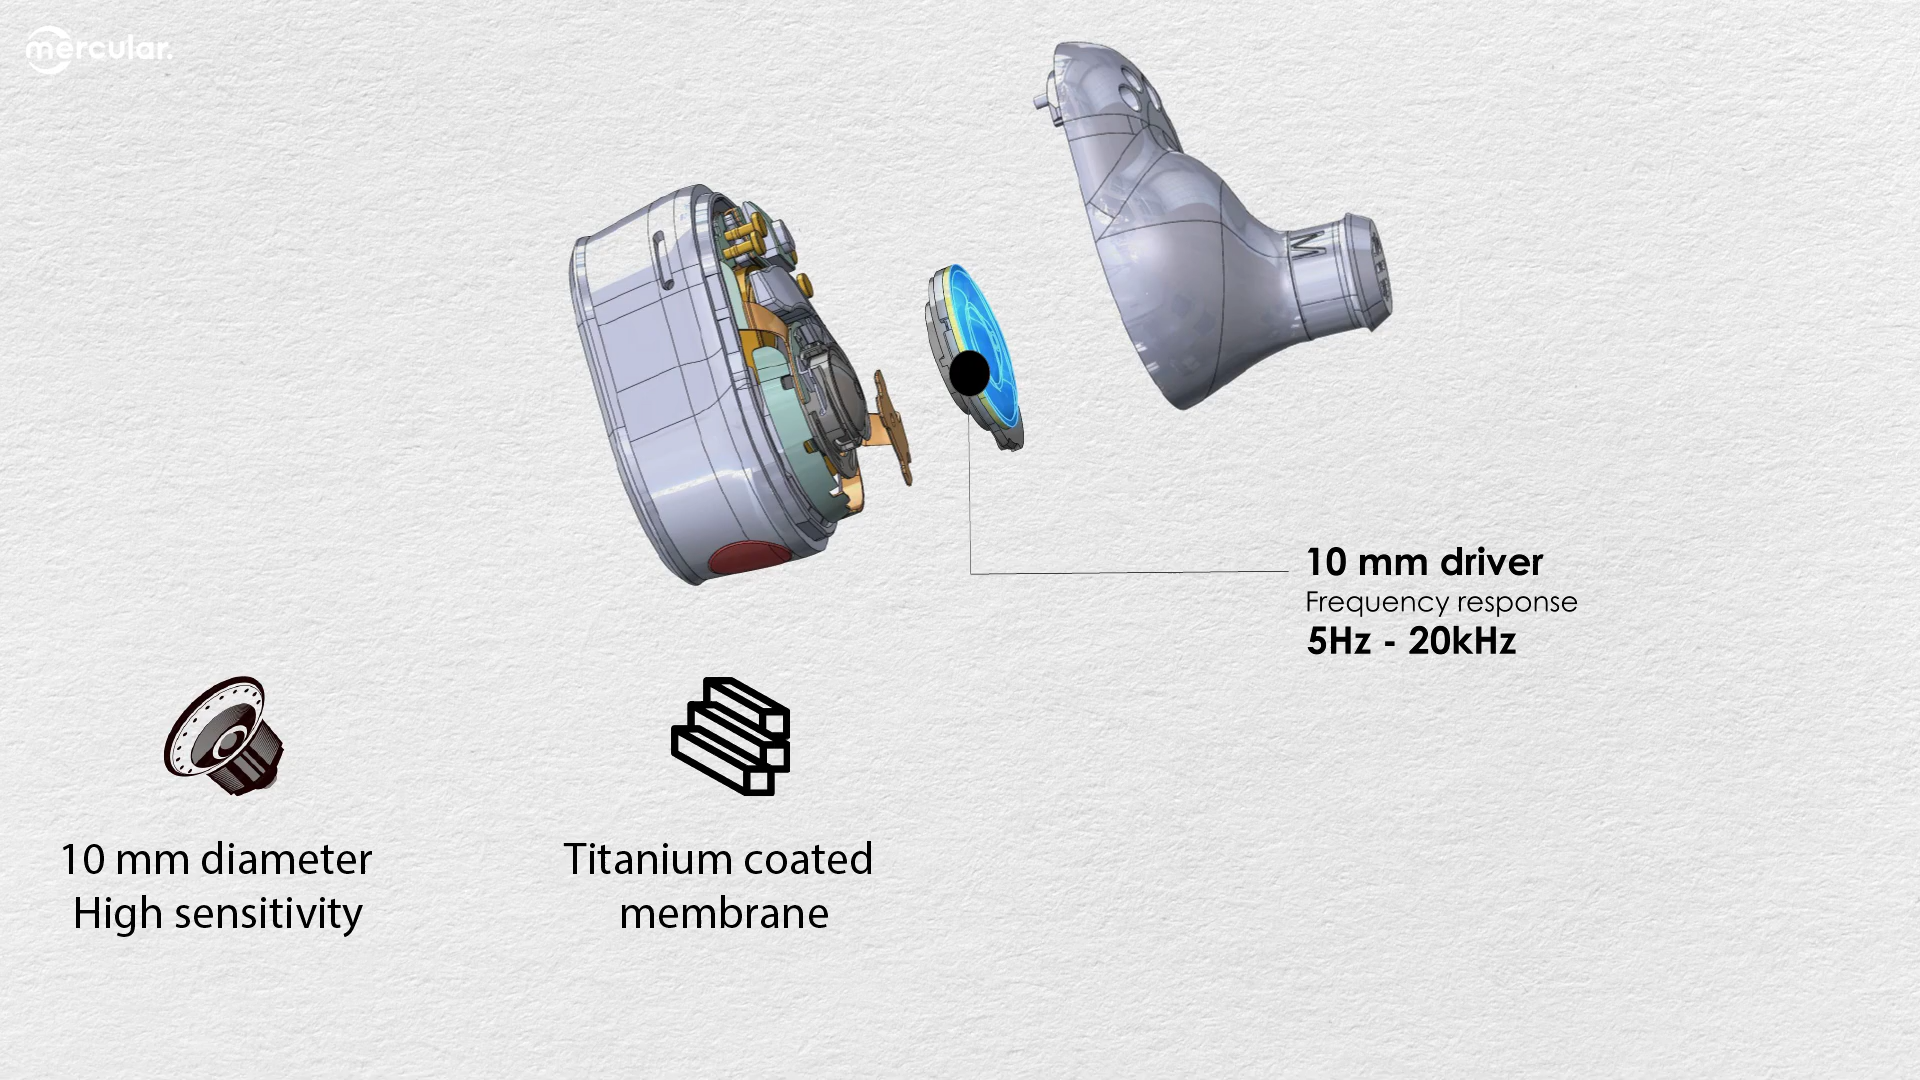 mercular.
M
10 mm driver
Frequency response
5Hz - 20kHz
10 mm diameter
High sensitivity
Titanium coated
membrane